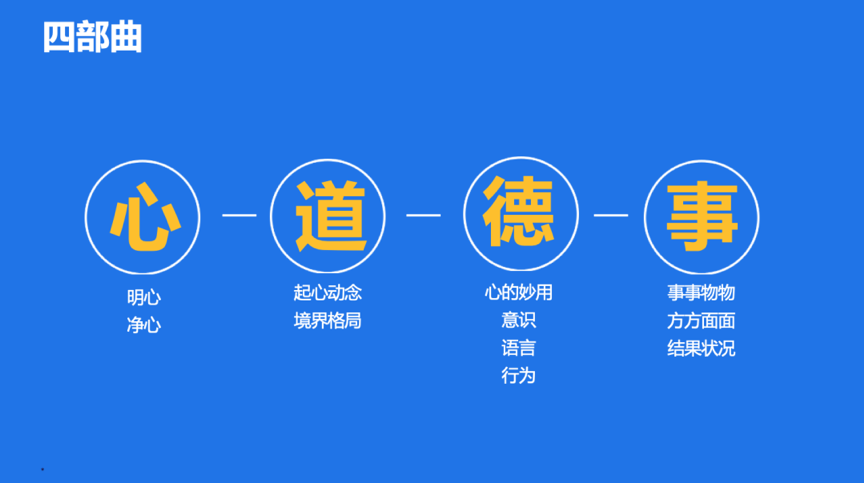 四部曲
心
道
德
事
明心
净心
起心动念
境界格局
心的妙用
意识
语言
行为
事事物物
方方面面
结果状况